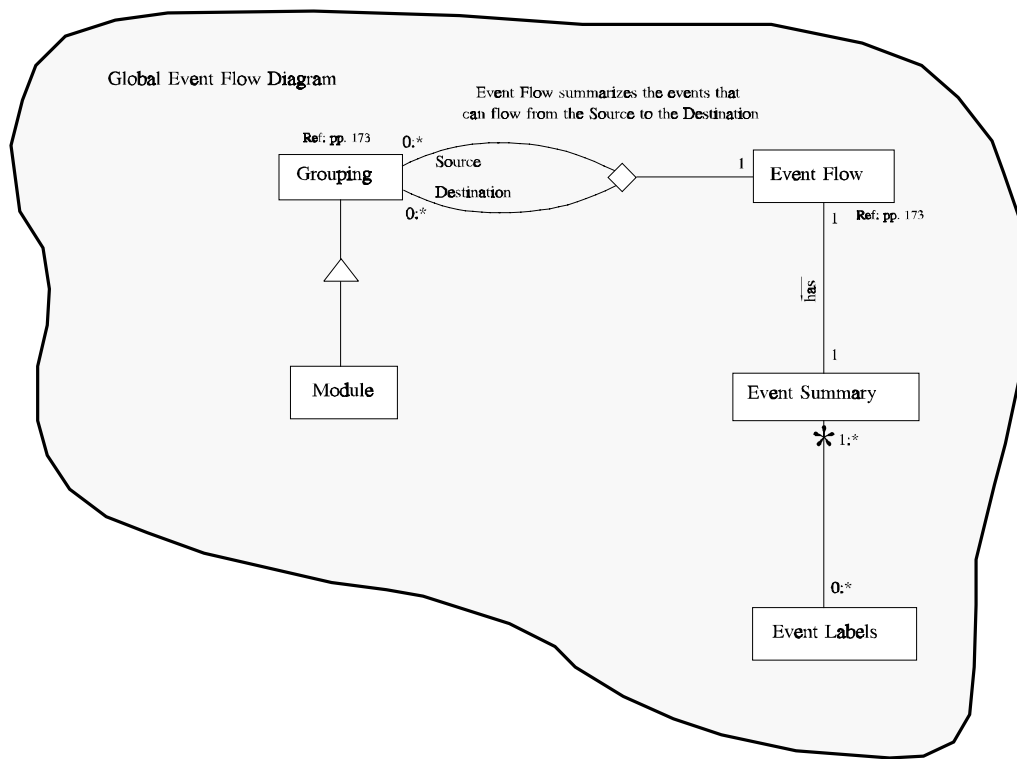 Global Event Flow Diagram
Event Flow summarizes the events that
can flow from the Source to the Destination
Ref: pp. 173
0:*
Source
Grouping
Destination
0:*
1
Event Flow
1
Ref: pp. 173
has
1
Module
Event Summary
1:*
0:*
Event Labels